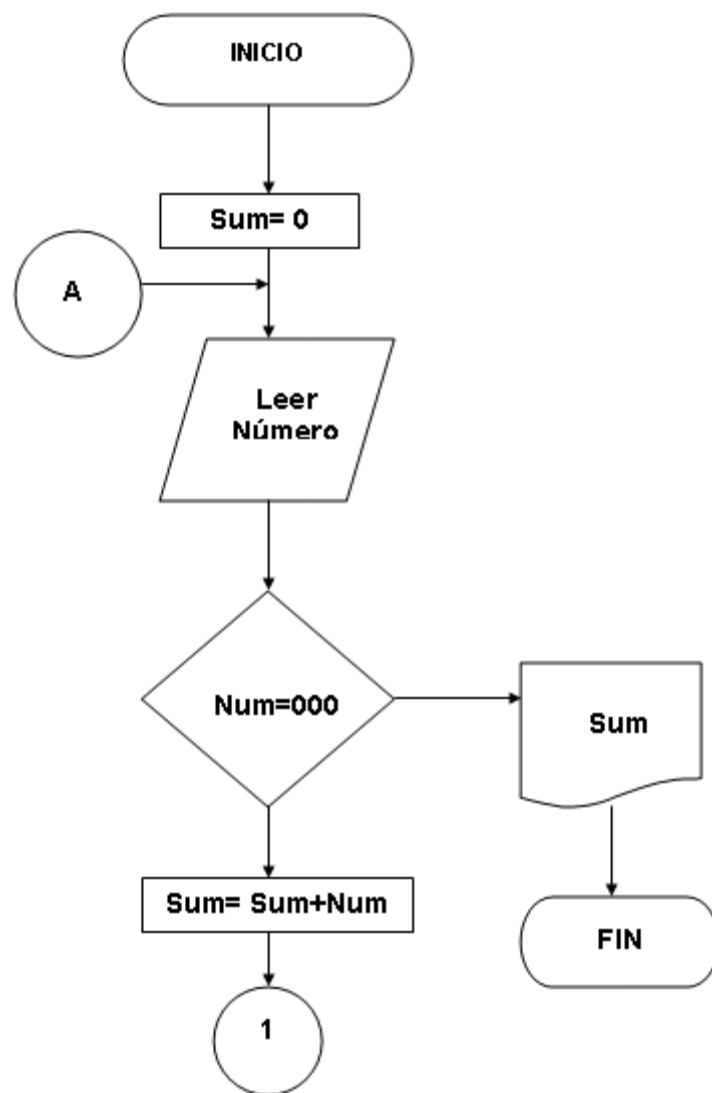 INICIO
Sum= 0
A
Leer
Número
Num=000
Sum
Sum= Sum+Num
FIN
1